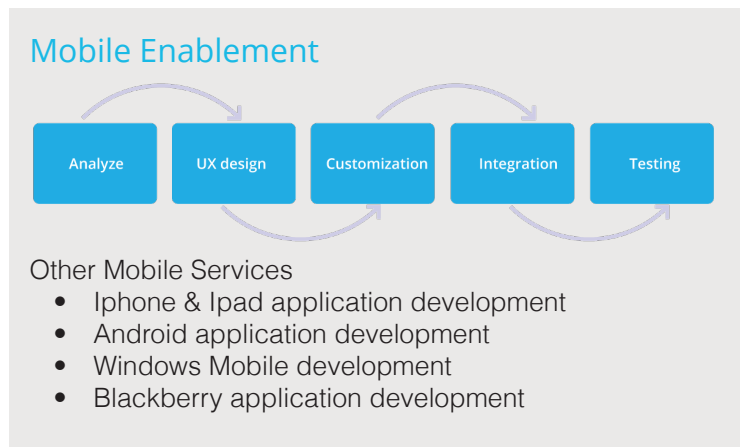 Mobile Enablement
Analyze
UX design
Customization
Integration
Testing
Other Mobile Services
• Iphone & Ipad application development
• Android application development
• Windows Mobile development
• Blackberry application development